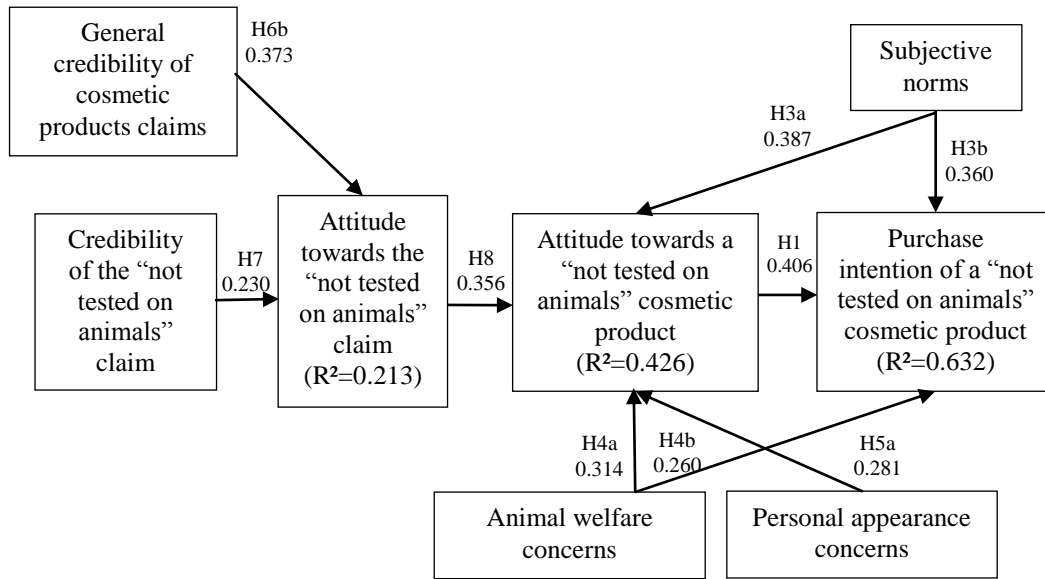 General
credibility of
cosmetic
products claims
H6b
0.373
Subjective
norms
H3a
0.387
H3b
0.360
Credibility
of the “not
tested on
animals”
claim
H7
0.230
Attitude
towards the
“not tested
on animals”
claim
(R²=0.213)
H8
0.356
Attitude towards a
“not tested on
animals” cosmetic
product
(R²=0.426)
H1
0.406
Purchase
intention of a “not
tested on animals”
cosmetic product
(R²=0.632)
H4a
0.314
H4b
0.260
H5a
0.281
Animal welfare
concerns
Personal appearance
concerns